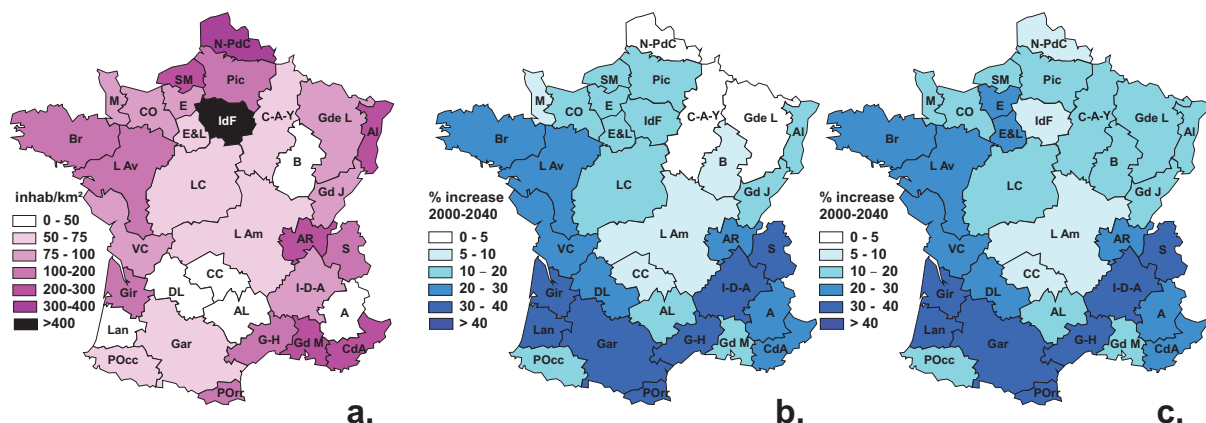 N-PdC
SM
Pic
M
CO
E
IdF
C-A-Y
Gde L
Al
E&L
Br
L Av
B
LC
Gd J
inhab/km²
0 - 50
50 - 75
75 - 100
100-200
200-300
300-400
>400
L Am
AR
S
VC
CC
Gir
DL
I-D-A
AL
A
Lan
Gar
G-H
Gd M
CdA
POcc
POrr
a.
N-PdC
SM
Pic
M
CO
E
C-A-Y
Gde L
Al
E&L
IdF
Br
L Av
B
LC
Gd J
% increase
2000-2040
0 - 5
5 - 10
10 – 20
20 - 30
30 - 40
> 40
L Am
AR
S
VC
CC
Gir
DL
I-D-A
AL
A
Lan
Gar
G-H
Gd M
CdA
POcc
POrr
b.
N-PdC
SM
Pic
M
CO
E
C-A-Y
Gde L
Al
E&L
IdF
Br
L Av
B
LC
Gd J
% increase
2000-2040
0 - 5
5 - 10
10 – 20
20 - 30
30 - 40
> 40
L Am
AR
S
VC
CC
Gir
DL
I-D-A
AL
A
Lan
Gar
G-H
Gd M
CdA
POcc
POrr
c.